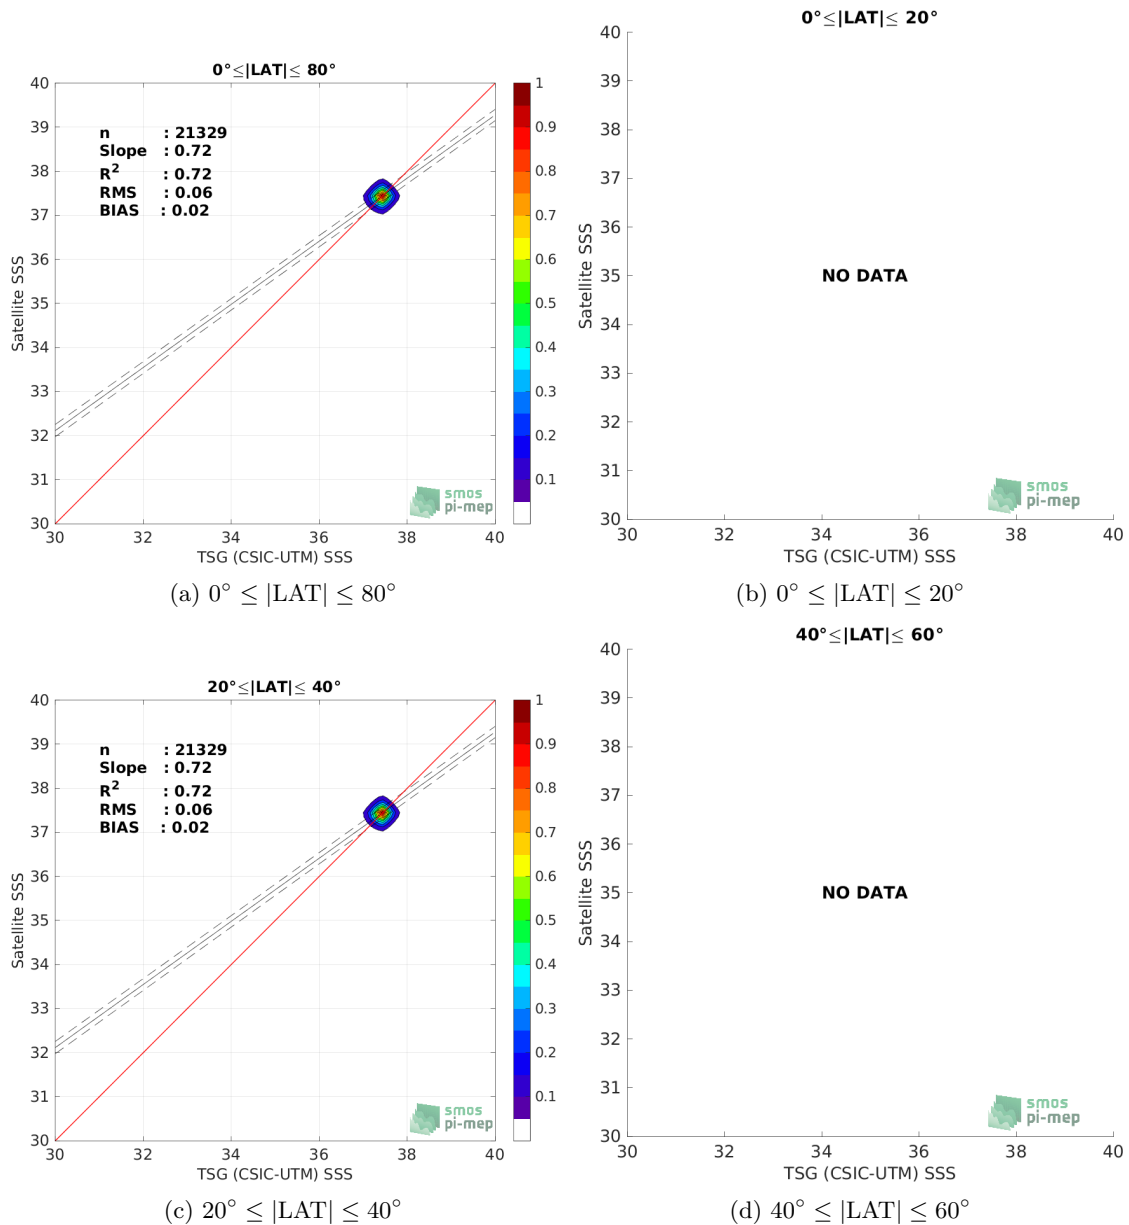 0°≤|LAT|≤ 80°
40
39
38
37
36
35
34
33
32
31
30
Satellite SSS
n : 21329
Slope : 0.72
R² : 0.72
RMS : 0.06
BIAS : 0.02
smos
pi-mep
30 32 34 36 38 40
TSG (CSIC-UTM) SSS
1
0.9
0.8
0.7
0.6
0.5
0.4
0.3
0.2
0.1
(a) 0° ≤ |LAT| ≤ 80°
0°≤|LAT|≤ 20°
40
39
38
37
36
35
34
33
32
31
30
Satellite SSS
NO DATA
smos
pi-mep
30 32 34 36 38 40
TSG (CSIC-UTM) SSS
(b) 0° ≤ |LAT| ≤ 20°
20°≤|LAT|≤ 40°
40
39
38
37
36
35
34
33
32
31
30
Satellite SSS
n : 21329
Slope : 0.72
R² : 0.72
RMS : 0.06
BIAS : 0.02
smos
pi-mep
30 32 34 36 38 40
TSG (CSIC-UTM) SSS
1
0.9
0.8
0.7
0.6
0.5
0.4
0.3
0.2
0.1
(c) 20° ≤ |LAT| ≤ 40°
40°≤|LAT|≤ 60°
40
39
38
37
36
35
34
33
32
31
30
Satellite SSS
NO DATA
smos
pi-mep
30 32 34 36 38 40
TSG (CSIC-UTM) SSS
(d) 40° ≤ |LAT| ≤ 60°